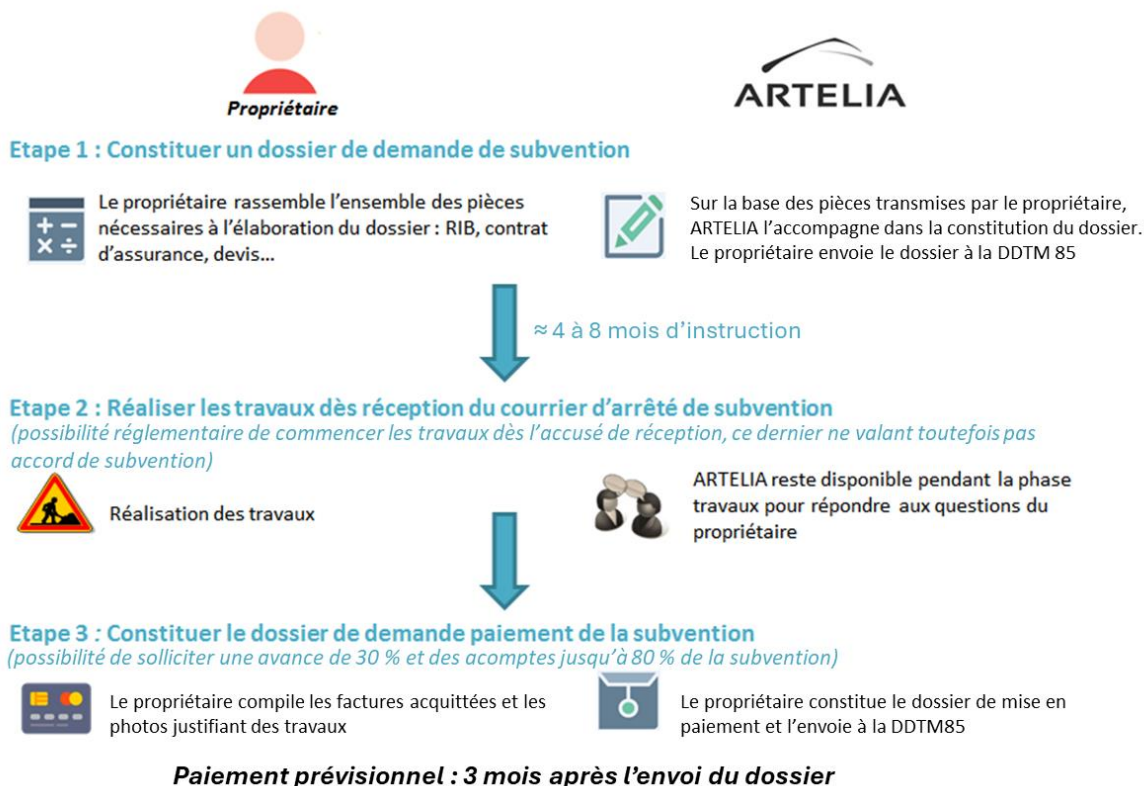 Propriétaire
ARTELIA
Etape 1 : Constituer un dossier de demande de subvention
Le propriétaire rassemble l’ensemble des pièces
nécessaires à l’élaboration du dossier : RIB, contrat
d’assurance, devis…
Sur la base des pièces transmises par le propriétaire,
ARTELIA l’accompagne dans la constitution du dossier.
Le propriétaire envoie le dossier à la DDTM 85
≈ 4 à 8 mois d’instruction
Etape 2 : Réaliser les travaux dès réception du courrier d’arrêté de subvention
(possibilité réglementaire de commencer les travaux dès l’accusé de réception, ce dernier ne valant toutefois pas
accord de subvention)
Réalisation des travaux
ARTELIA reste disponible pendant la phase
travaux pour répondre aux questions du
propriétaire
Etape 3 : Constituer le dossier de demande paiement de la subvention
(possibilité de solliciter une avance de 30 % et des acomptes jusqu’à 80 % de la subvention)
Le propriétaire compile les factures acquittées et les
photos justifiant des travaux
Le propriétaire constitue le dossier de mise en
paiement et l’envoie à la DDTM85
Paiement prévisionnel : 3 mois après l’envoi du dossier